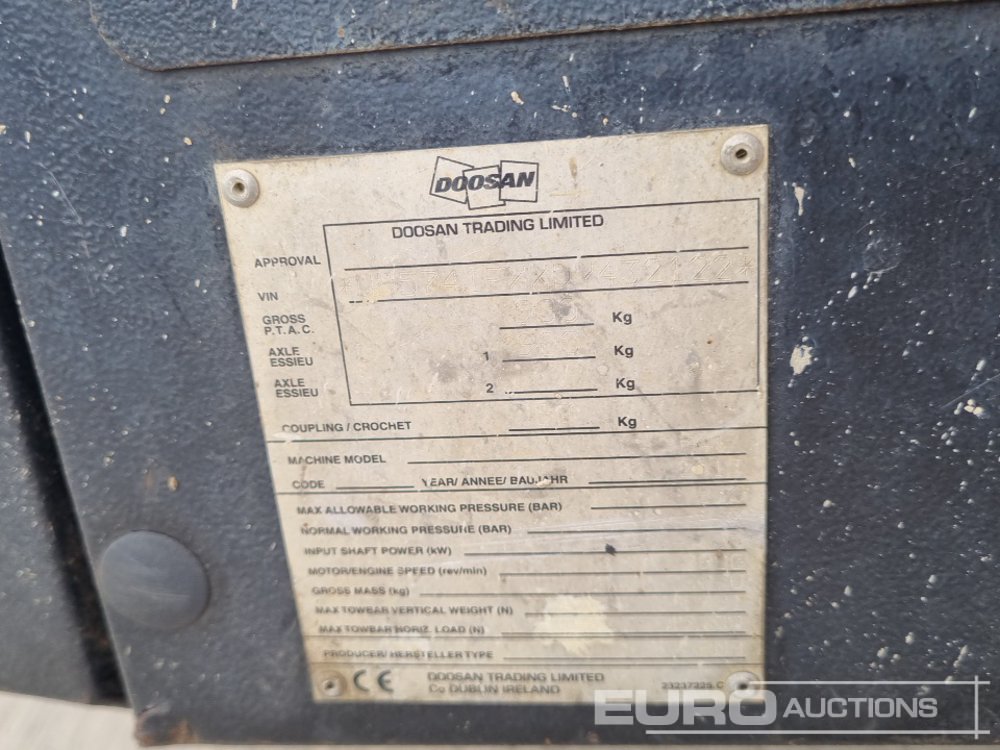 DOOSAN
DOOSAN TRADING LIMITED
APPROVAL
VIN
GROSS
P.T.A.C. Kg
AXLE
ESSIEU 1 Kg
AXLE
ESSIEU 2 Kg
COUPLING / CROCHET Kg
MACHINE MODEL
CODE YEAR/ ANNEE/ BAUJAHR
MAX ALLOWABLE WORKING PRESSURE (BAR)
NORMAL WORKING PRESSURE (BAR)
INPUT SHAFT POWER (kW)
MOTOR/ENGINE SPEED (rev/min)
GROSS MASS (kg)
MAX TOWBAR VERTICAL WEIGHT (N)
MAX TOWBAR HORIZ. LOAD (N)
PRODUCER/ HERSTELLER TYPE
CE DOOSAN TRADING LIMITED
Co DUBLIN IRELAND 23237225 C
EURO AUCTIONS